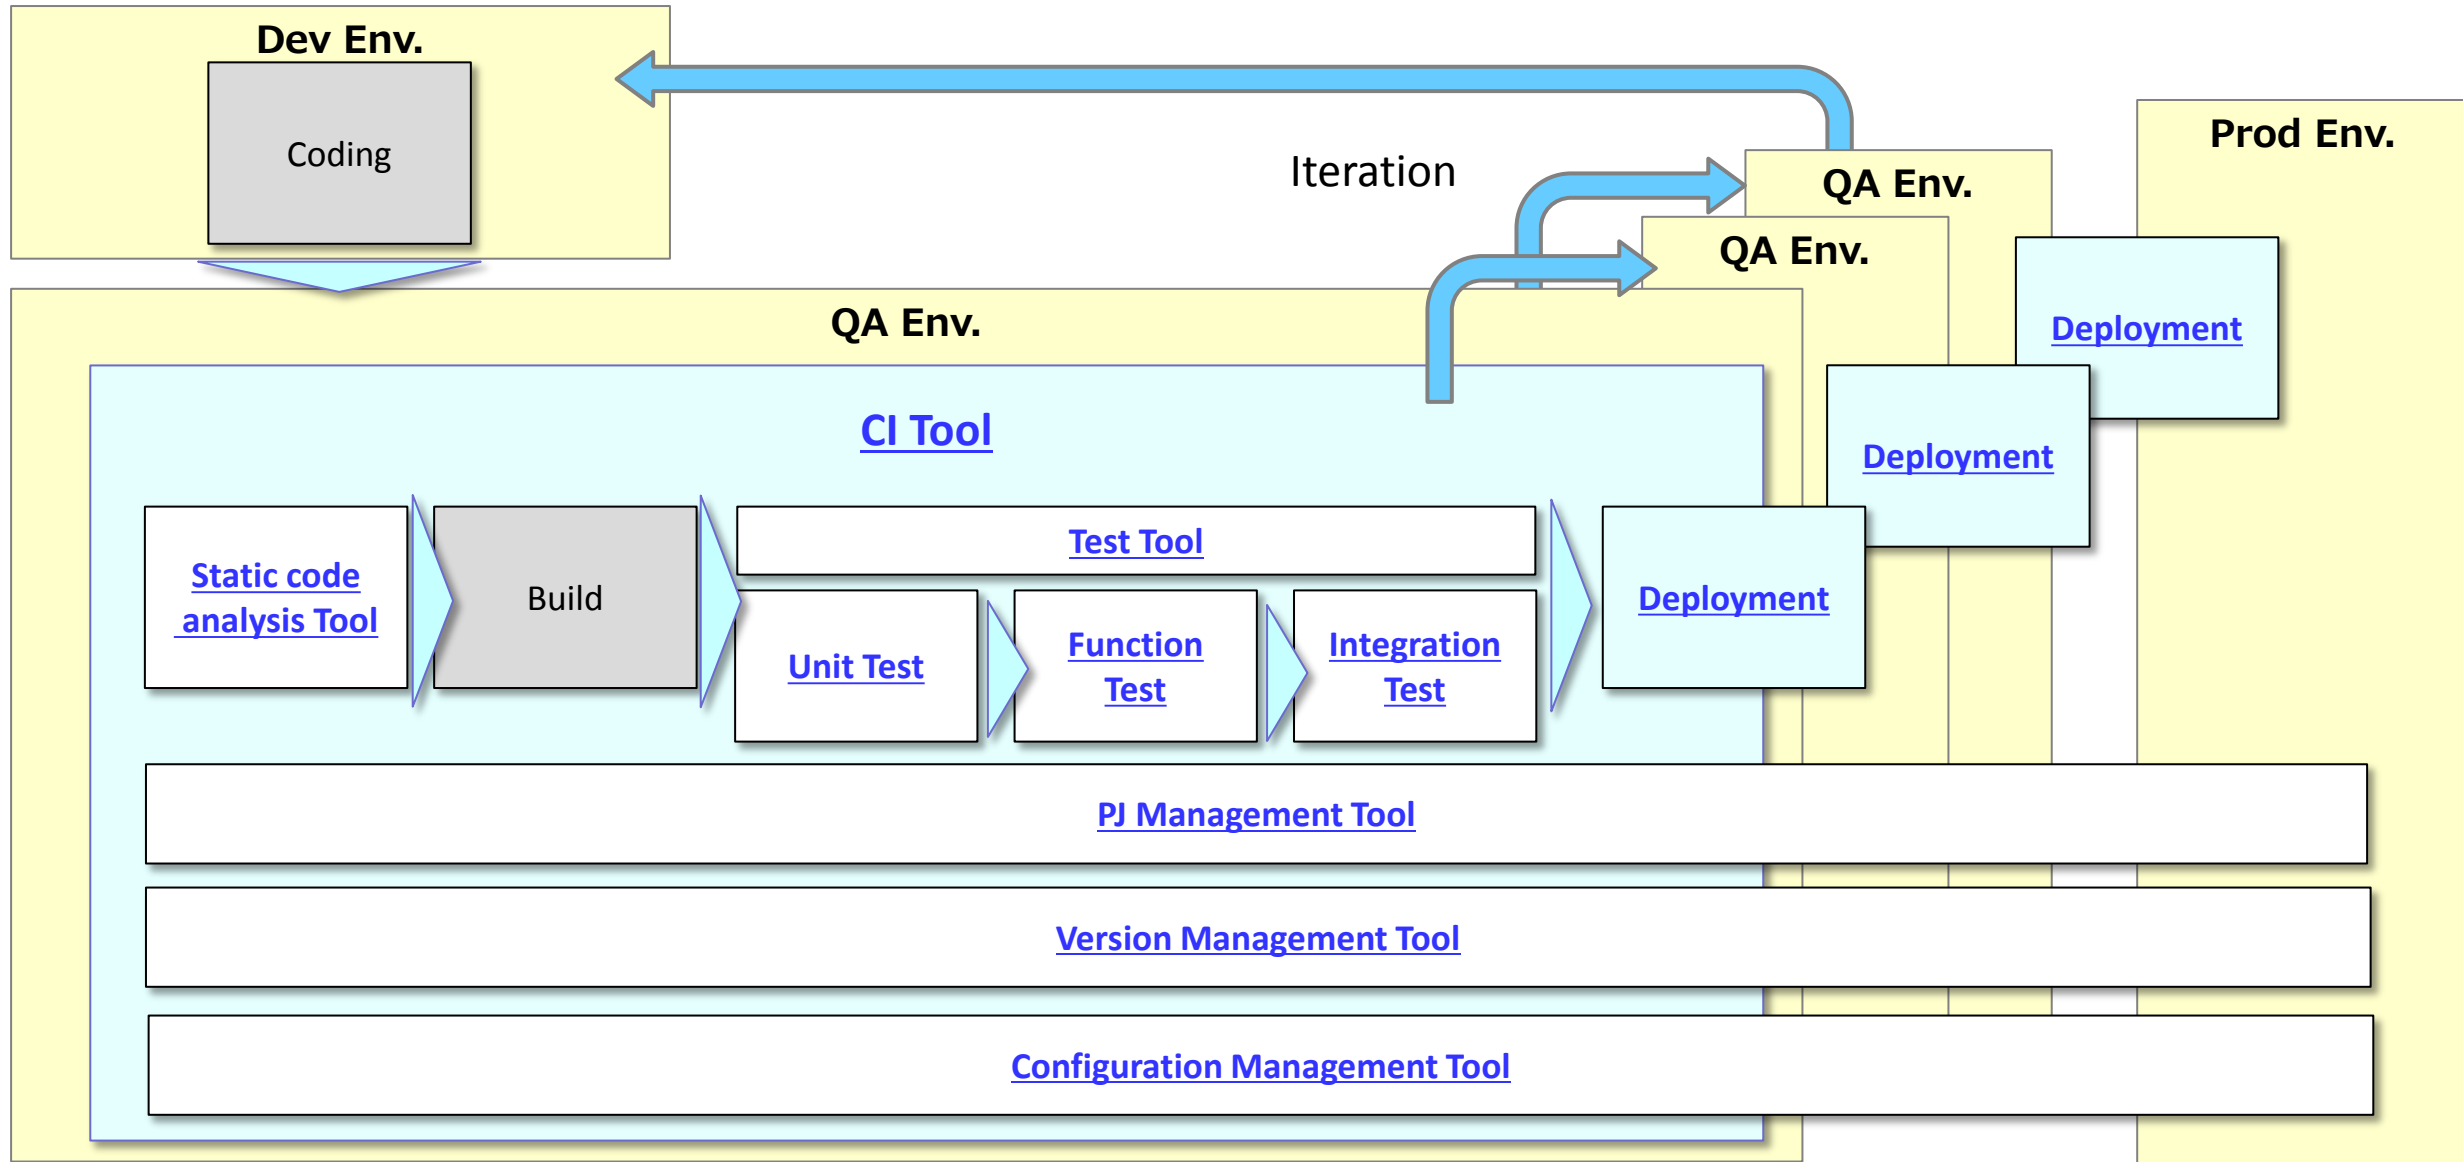 Dev Env.
Coding
Iteration
Prod Env.
QA Env.
QA Env.
QA Env.
Deployment
Deployment
Deployment
CI Tool
Static code
analysis Tool
Build
Test Tool
Unit Test
Function
Test
Integration
Test
PJ Management Tool
Version Management Tool
Configuration Management Tool